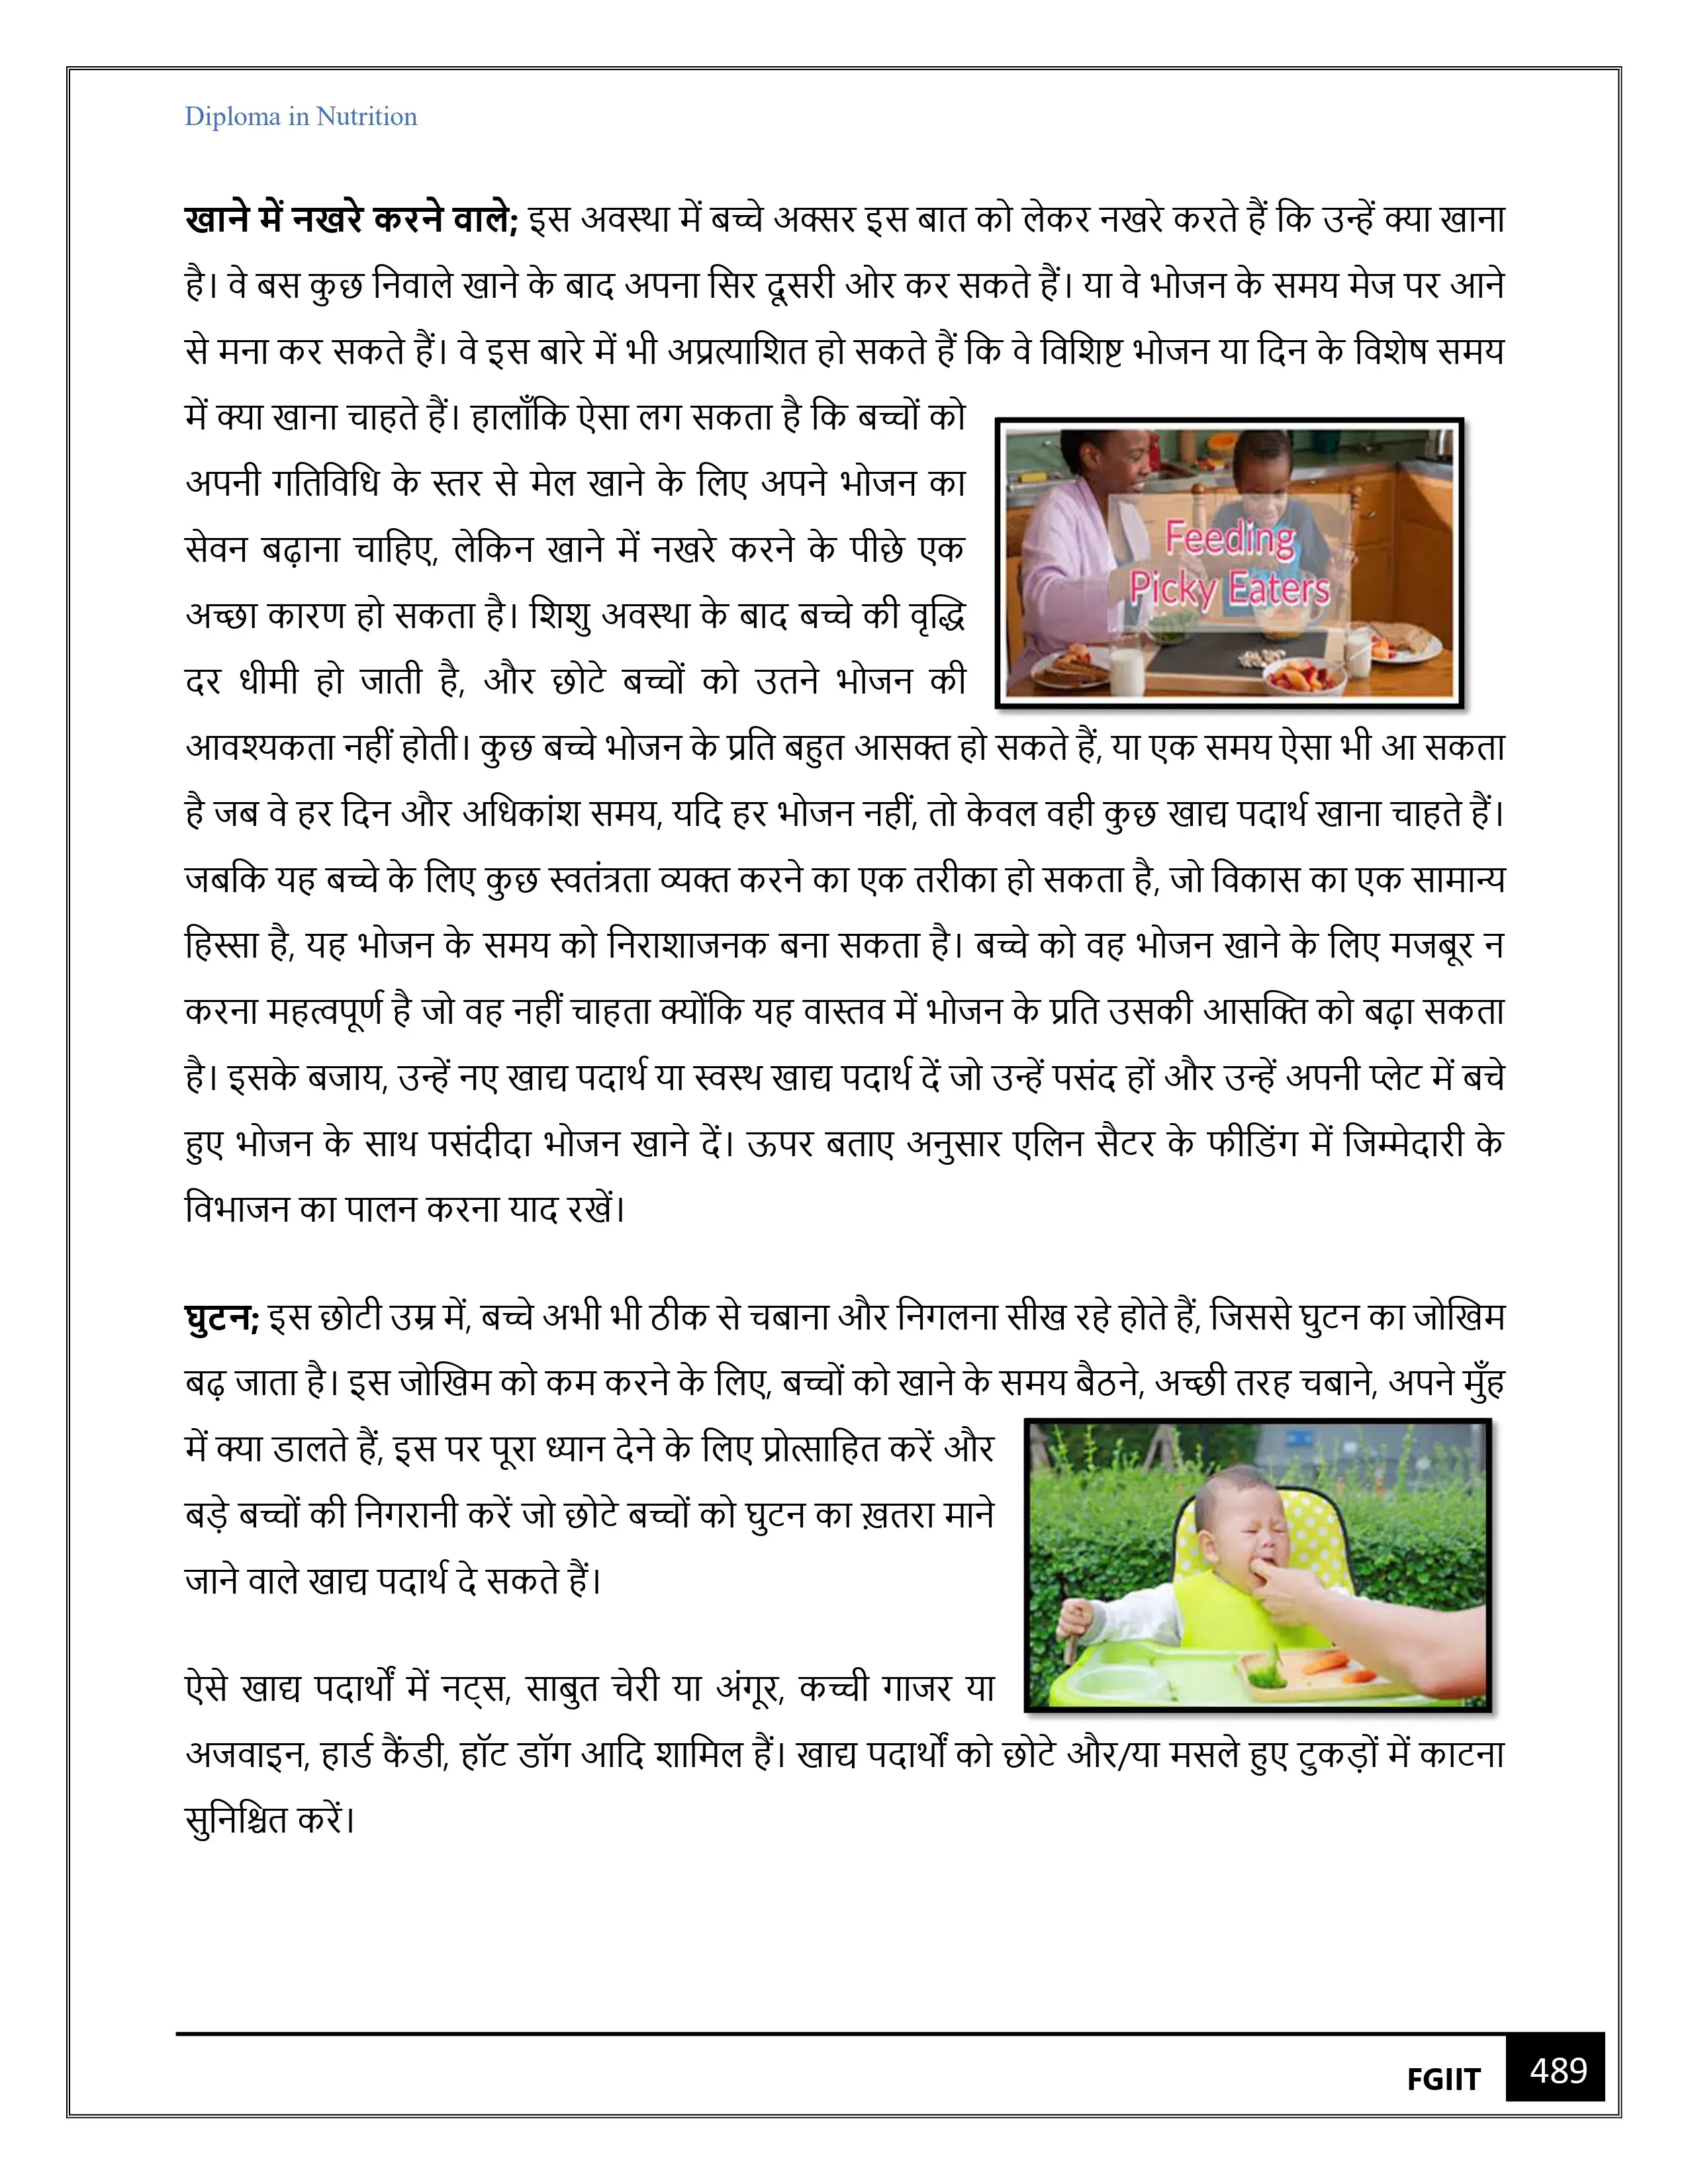 Diploma in Nutrition
खाने में नखरे करने वाले; इस अवस्था में बच्चे अक्सर इस बात को लेकर नखरे करते हैं कि उन्हें क्या खाना
है। वे बस कुछ निवाले खाने के बाद अपना सिर दूसरी ओर कर सकते हैं। या वे भोजन के समय मेज पर आने
से मना कर सकते हैं। वे इस बारे में भी अप्रत्याशित हो सकते हैं कि वे विशिष्ट भोजन या दिन के विशेष समय
में क्या खाना चाहते हैं। हालाँकि ऐसा लग सकता है कि बच्चों को
अपनी गतिविधि के स्तर से मेल खाने के लिए अपने भोजन का
सेवन बढ़ाना चाहिए, लेकिन खाने में नखरे करने के पीछे एक
अच्छा कारण हो सकता है। शिशु अवस्था के बाद बच्चे की वृद्धि
दर धीमी हो जाती है, और छोटे बच्चों को उतने भोजन की
Feeding
Picky Eaters
आवश्यकता नहीं होती। कुछ बच्चे भोजन के प्रति बहुत आसक्त हो सकते हैं, या एक समय ऐसा भी आ सकता
है जब वे हर दिन और अधिकांश समय, यदि हर भोजन नहीं, तो केवल वही कुछ खाद्य पदार्थ खाना चाहते हैं।
जबकि यह बच्चे के लिए कुछ स्वतंत्रता व्यक्त करने का एक तरीका हो सकता है, जो विकास का एक सामान्य
हिस्सा है, यह भोजन के समय को निराशाजनक बना सकता है। बच्चे को वह भोजन खाने के लिए मजबूर न
करना महत्वपूर्ण है जो वह नहीं चाहता क्योंकि यह वास्तव में भोजन के प्रति उसकी आसक्ति को बढ़ा सकता
है। इसके बजाय, उन्हें नए खाद्य पदार्थ या स्वस्थ खाद्य पदार्थ दें जो उन्हें पसंद हों और उन्हें अपनी प्लेट में बचे
हुए भोजन के साथ पसंदीदा भोजन खाने दें। ऊपर बताए अनुसार एलिन सैटर के फीडिंग में जिम्मेदारी के
विभाजन का पालन करना याद रखें।
घुटन; इस छोटी उम्र में, बच्चे अभी भी ठीक से चबाना और निगलना सीख रहे होते हैं, जिससे घुटन का जोखिम
बढ़ जाता है। इस जोखिम को कम करने के लिए, बच्चों को खाने के समय बैठने, अच्छी तरह चबाने, अपने मुँह
में क्या डालते हैं, इस पर पूरा ध्यान देने के लिए प्रोत्साहित करें और
बड़े बच्चों की निगरानी करें जो छोटे बच्चों को घुटन का ख़तरा माने
जाने वाले खाद्य पदार्थ दे सकते हैं।
ऐसे खाद्य पदार्थों में नट्स, साबुत चेरी या अंगूर, कच्ची गाजर या
अजवाइन, हार्ड कैंडी, हॉट डॉग आदि शामिल हैं। खाद्य पदार्थों को छोटे और/या मसले हुए टुकड़ों में काटना
सुनिश्चित करें।
FGIIT 489